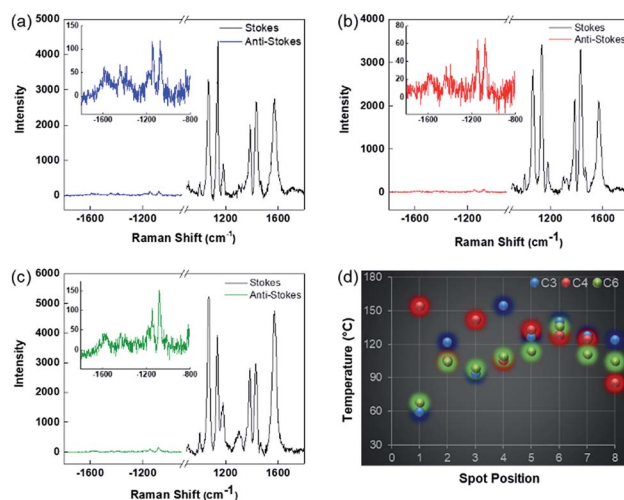 (a)
Stokes
Anti-Stokes
5000
4000
3000
2000
1000
0
150
100
50
0
-1600
-1200
-800
-1600
-1200
1200
1600
Intensity
Raman Shift (cm-1)
(b)
Stokes
Anti-Stokes
4000
3000
2000
1000
0
80
60
40
20
0
-1600
-1200
-800
-1600
-1200
1200
1600
Intensity
Raman Shift (cm-1)
(c)
Stokes
Anti-Stokes
6000
5000
4000
3000
2000
1000
0
150
100
50
0
-1600
-1200
-800
-1600
-1200
1200
1600
Intensity
Raman Shift (cm-1)
(d)
C3 C4 C6
180
150
120
90
60
30
0 1 2 3 4 5 6 7 8
Temperature (°C)
Spot Position